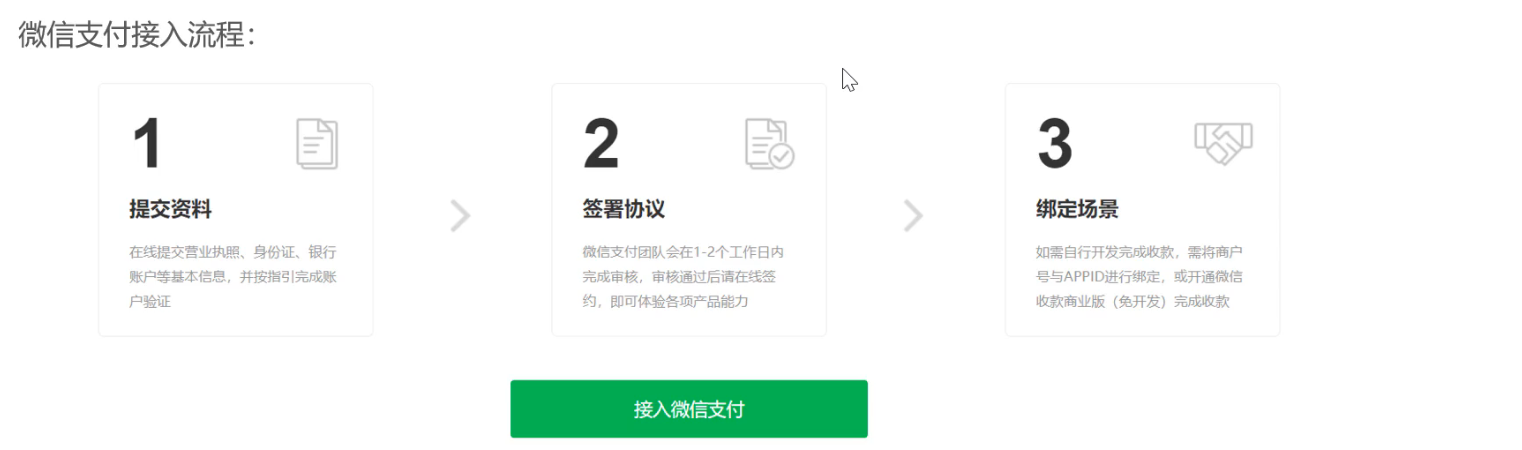 微信支付接入流程：
1
提交资料
在线提交营业执照、身份证、银行
账户等基本信息，并按指引完成账
户验证
2
签署协议
微信支付团队会在1-2个工作日内
完成审核，审核通过后请在线签
约，即可体验各项产品能力
3
绑定场景
如需自行开发完成收款，需将商户
号与APPID进行绑定，或开通微信
收款商业版（免开发）完成收款
接入微信支付